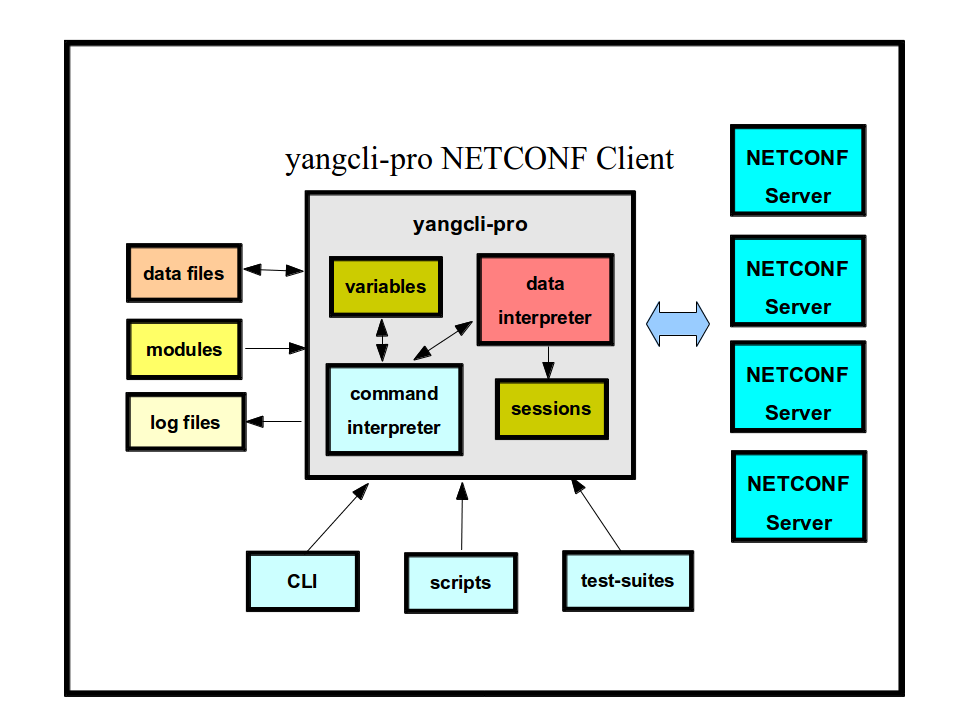 yangcli-pro NETCONF Client
yangcli-pro
data files
modules
log files
variables
data
interpreter
command
interpreter
sessions
NETCONF
Server
NETCONF
Server
NETCONF
Server
NETCONF
Server
CLI
scripts
test-suites